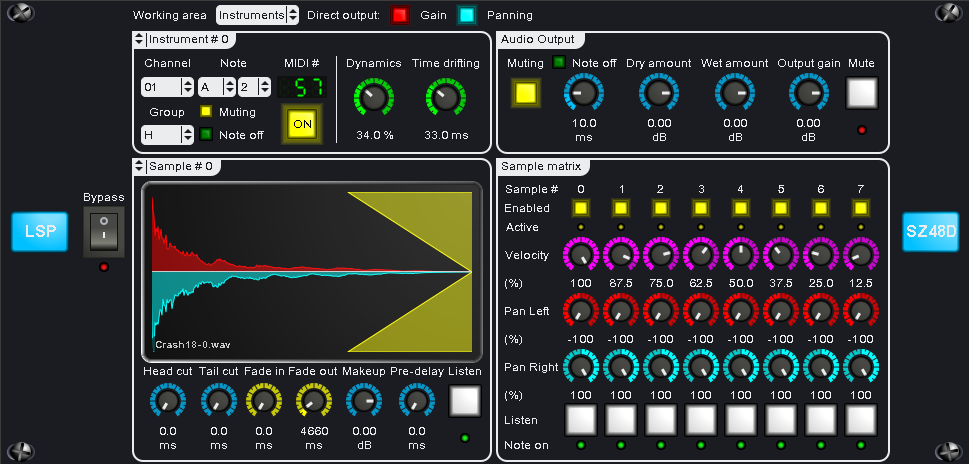 Working area Instruments Direct output: Gain Panning
Instrument # 0
Channel Note MIDI # Dynamics Time drifting
01 A 2 57
Group Muting ON
H Note off 34.0 % 33.0 ms
Audio Output
Muting Note off Dry amount Wet amount Output gain Mute
10.0 0.00 0.00 0.00
ms dB dB dB
Bypass
LSP
SZ48D
Sample # 0
Crash18-0.wav
Head cut Tail cut Fade in Fade out Makeup Pre-delay Listen
0.0 0.0 0.0 4660 0.00 0.0
ms ms ms ms dB ms
Sample matrix
Sample # 0 1 2 3 4 5 6 7
Enabled
Active
Velocity
(%) 100 87.5 75.0 62.5 50.0 37.5 25.0 12.5
Pan Left
(%) -100 -100 -100 -100 -100 -100 -100 -100
Pan Right
(%) 100 100 100 100 100 100 100 100
Listen
Note on